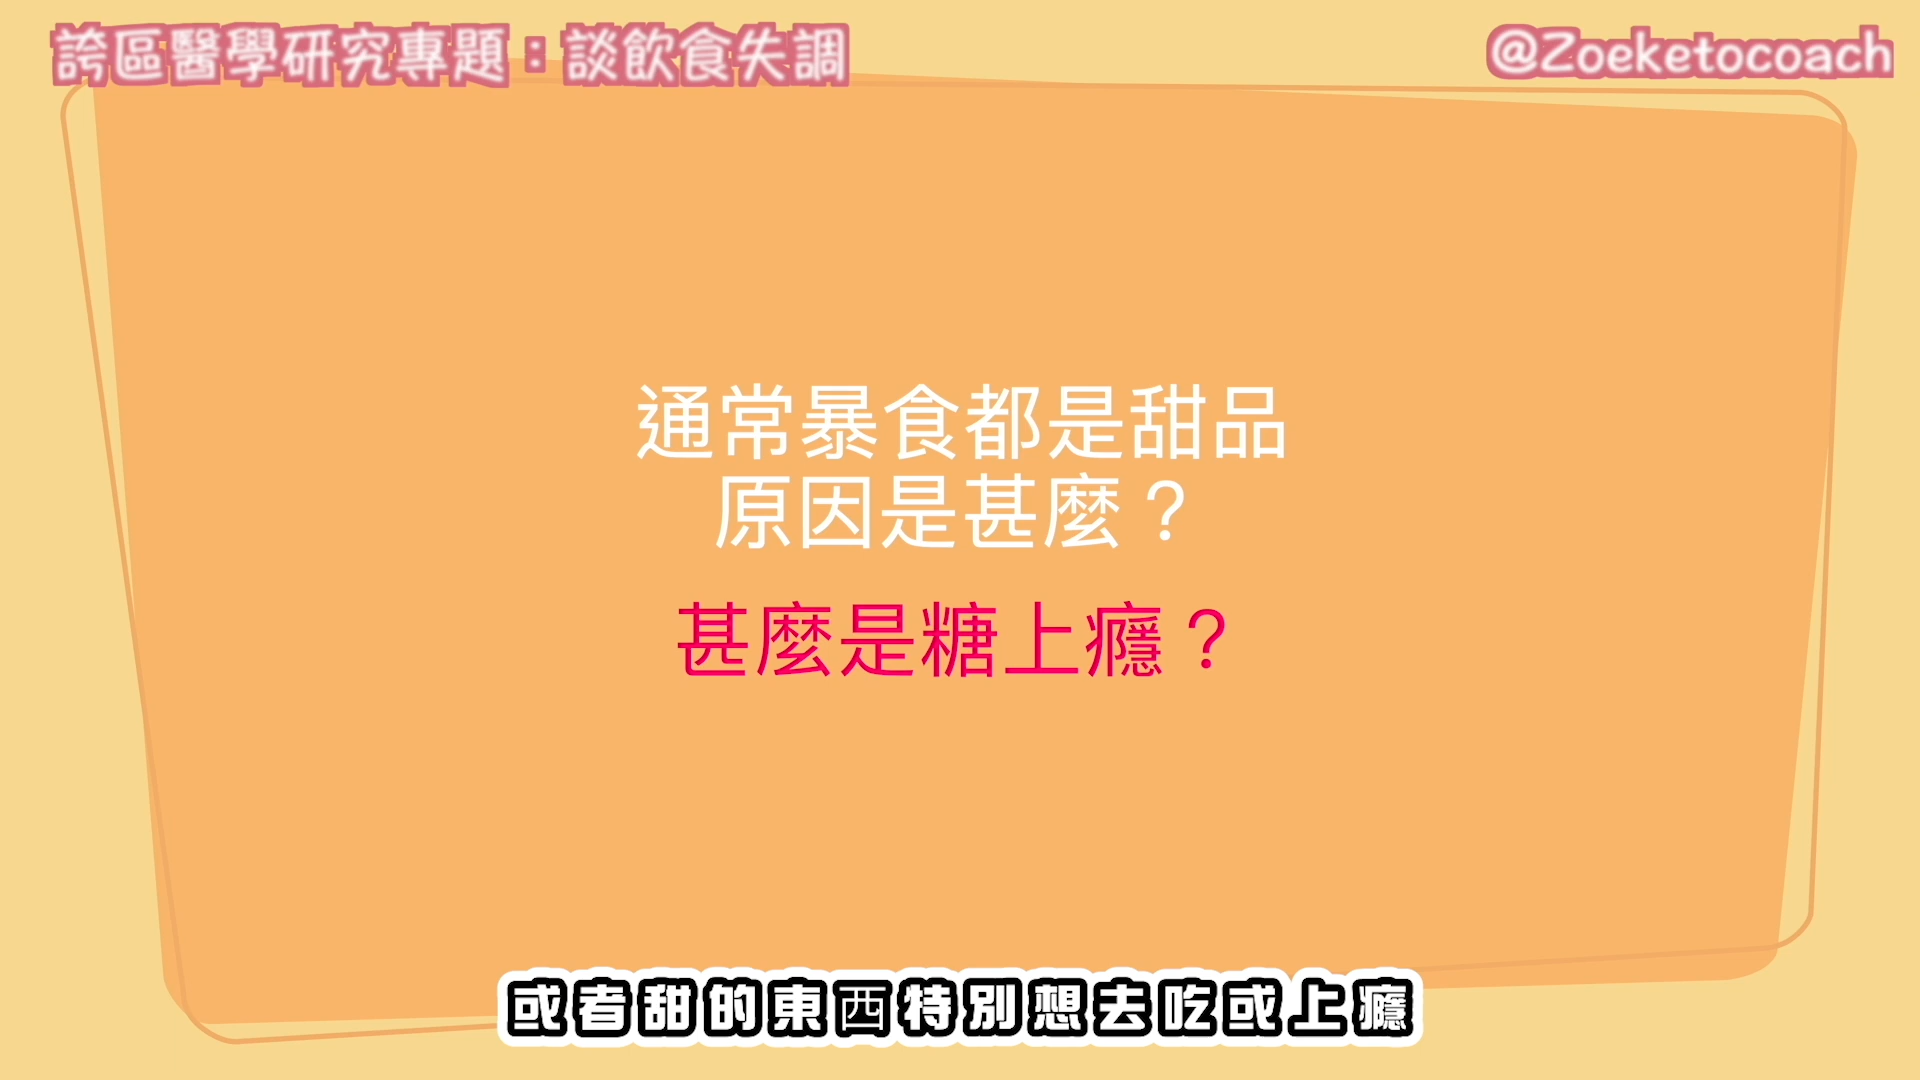 誇區醫學研究專題：談飲食失調
@Zoeketocoach
通常暴食都是甜品
原因是甚麼？
甚麼是糖上癮？
或者甜的東西特別想去吃或上癮